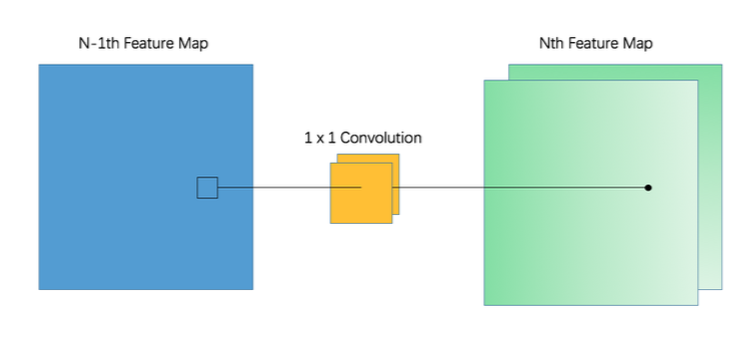 N-1th Feature Map
Nth Feature Map
1 x 1 Convolution